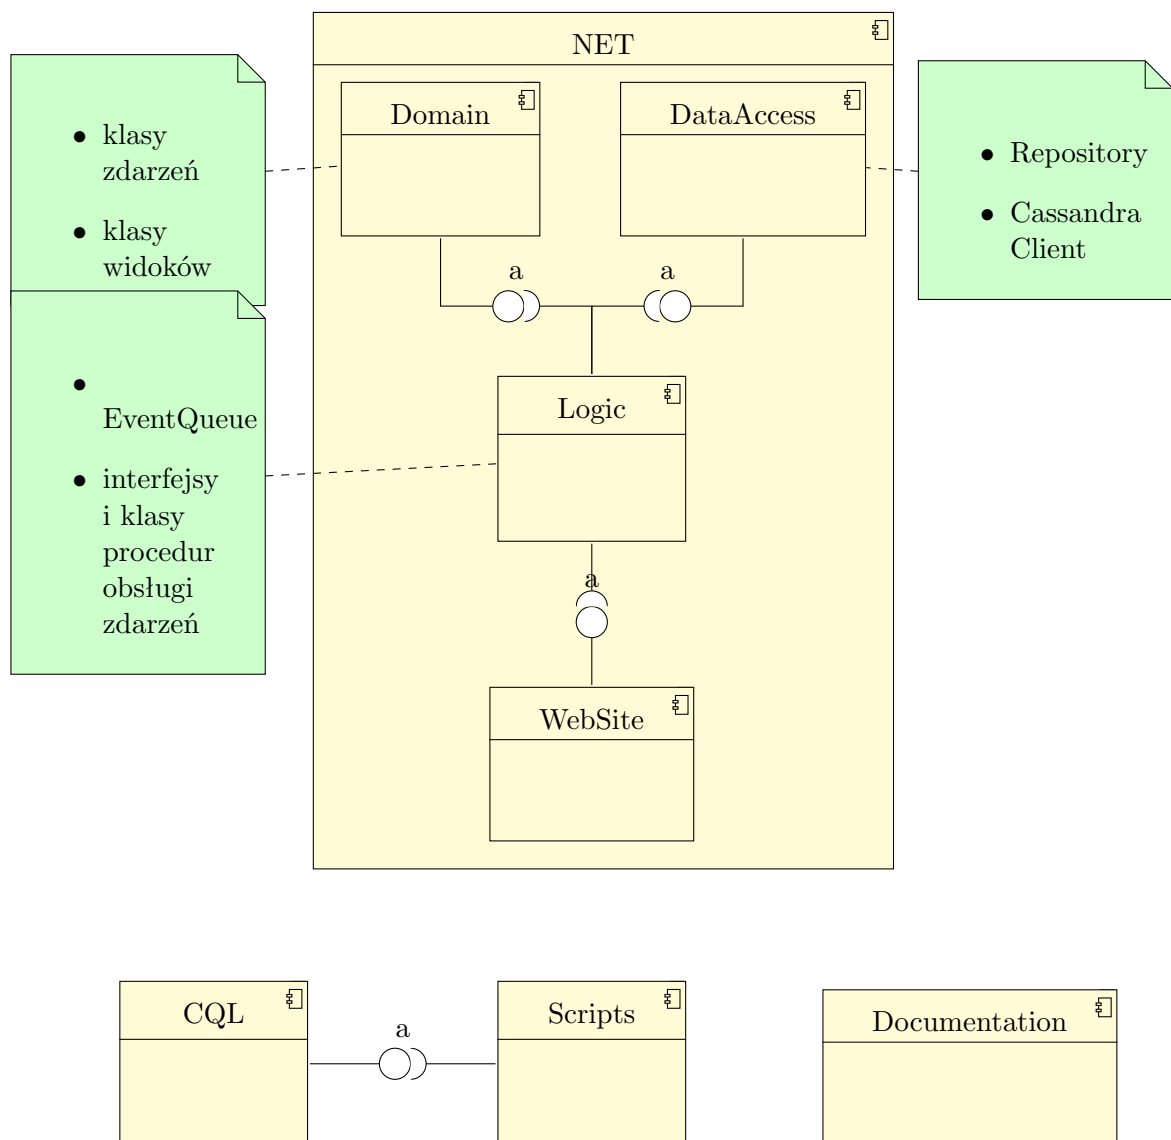 NET
Domain
DataAccess
• klasy
zdarzeń
• klasy
widoków
• Repository
• Cassandra
Client
a
a
•
EventQueue
• interfejsy
i klasy
procedur
obsługi
zdarzeń
Logic
a
WebSite
CQL
a
Scripts
Documentation